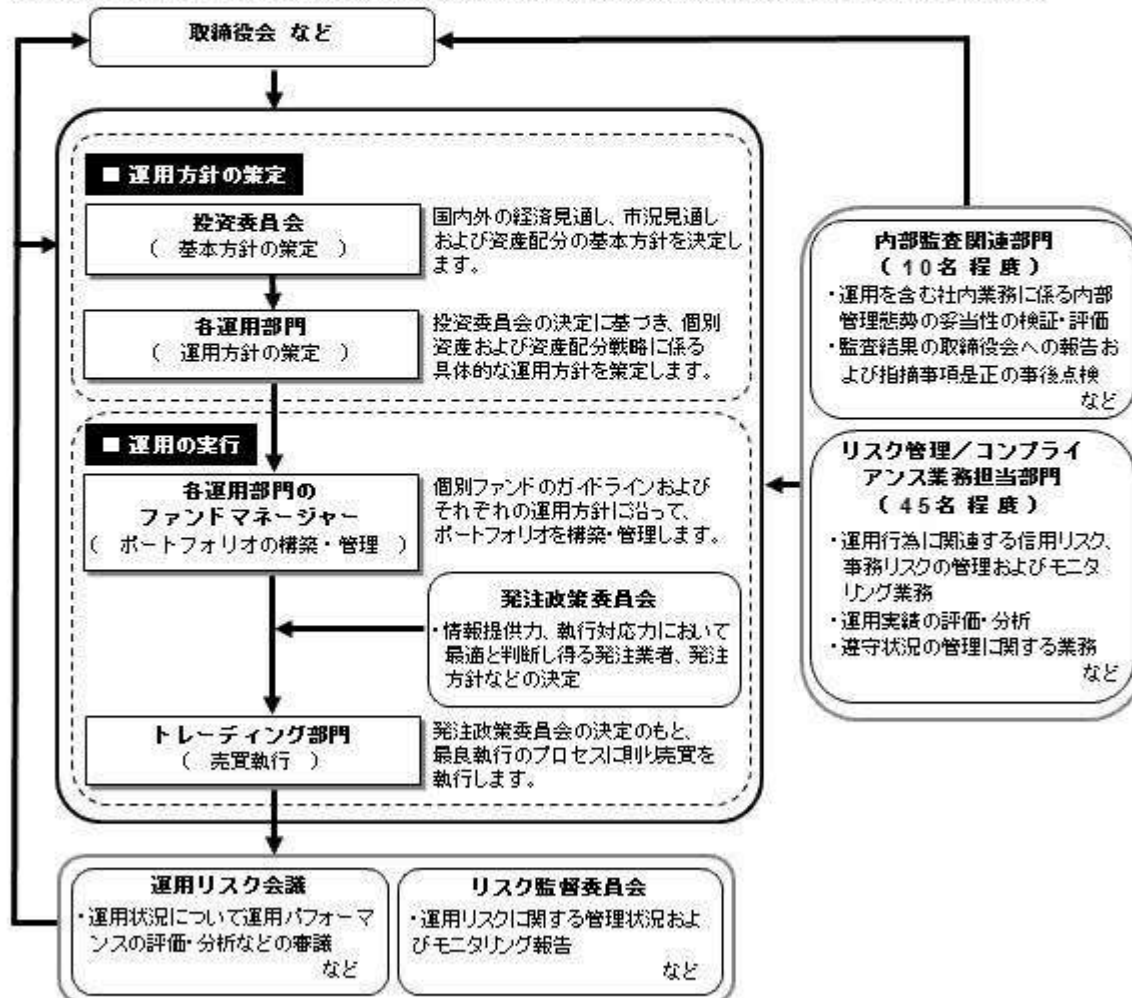 取締役会 など
■ 運用方針の策定
投資委員会
( 基本方針の策定 )
国内外の経済見通し、市況見通し
および資産配分の基本方針を決定し
ます。
各運用部門
( 運用方針の策定 )
投資委員会の決定に基づき、個別
資産および資産配分戦略に係る
具体的な運用方針を策定します。
■ 運用の実行
各運用部門の
ファンドマネージャー
( ポートフォリオの構築・管理 )
個別ファンドのガイドラインおよび
それぞれの運用方針に沿って、
ポートフォリオを構築・管理します。
発注政策委員会
・情報提供力、執行対応力において
最適と判断し得る発注業者、発注
方針などの決定
トレーディング部門
( 売買執行 )
発注政策委員会の決定のもと、
最良執行のプロセスに則り売買を
執行します。
内部監査関連部門
( 10名程度 )
・運用を含む社内業務に係る内部
管理態勢の妥当性の検証・評価
・監査結果の取締役会への報告お
よび指摘事項是正の事後点検
など
リスク管理/コンプライ
アンス業務担当部門
( 45名程度 )
・運用行為に関連する信用リスク、
事務リスクの管理およびモニタ
リング業務
・運用実績の評価・分析
・遵守状況の管理に関する業務
など
運用リスク会議
・運用状況について運用パフォーマ
ンスの評価・分析などの審議
など
リスク監督委員会
・運用リスクに関する管理状況およ
びモニタリング報告
など